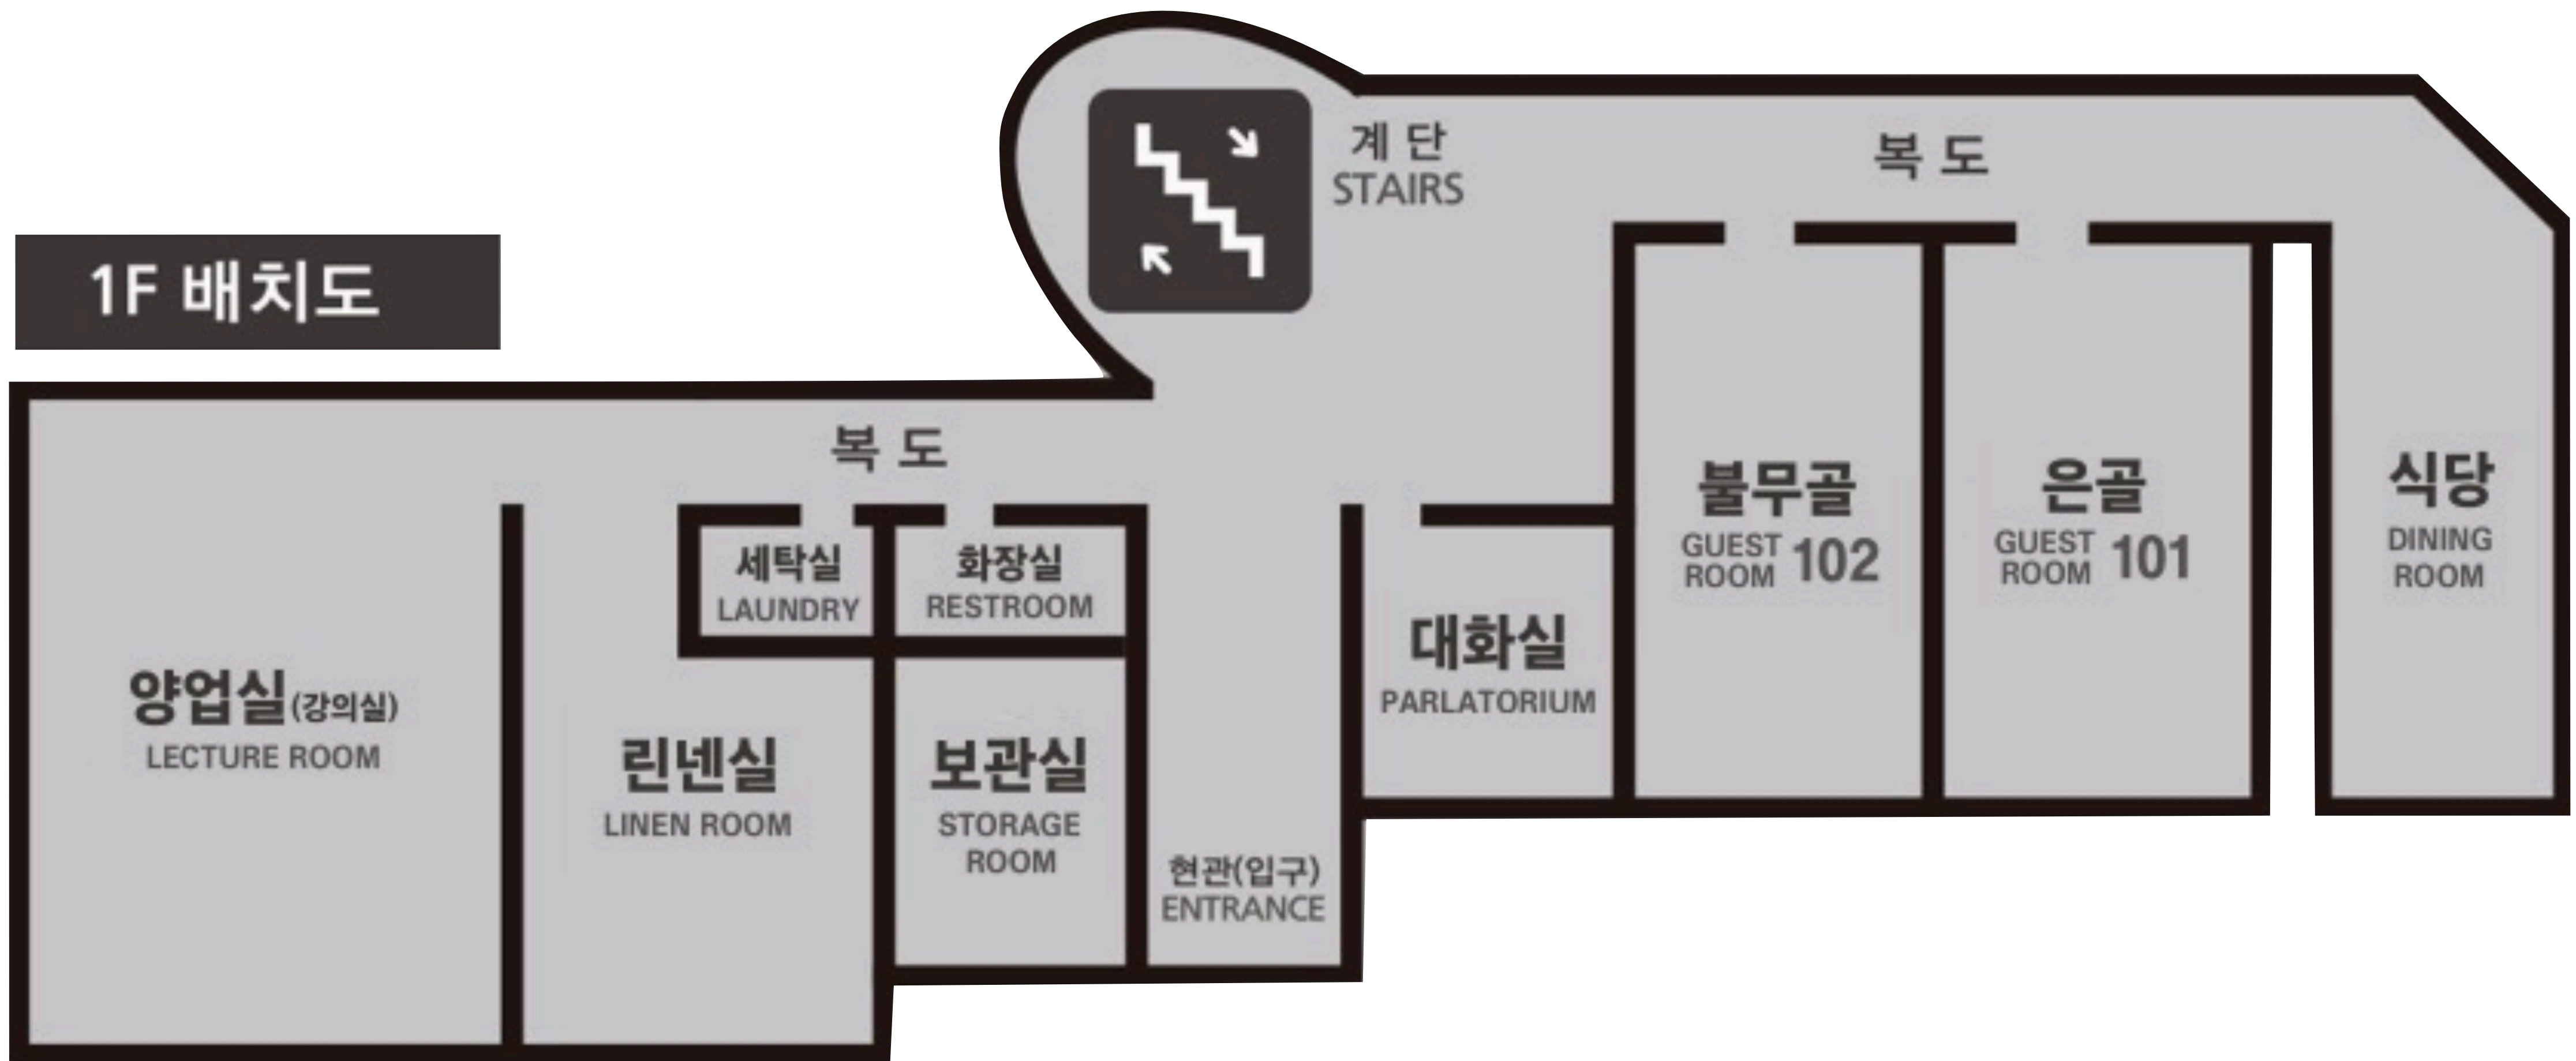 1F 배치도
계 단
STAIRS
복 도
복 도
양업실(강의실)
LECTURE ROOM
린넨실
LINEN ROOM
세탁실
LAUNDRY
화장실
RESTROOM
보관실
STORAGE
ROOM
현관(입구)
ENTRANCE
대화실
PARLATORIUM
불무골
GUEST
ROOM 102
은골
GUEST
ROOM 101
식당
DINING
ROOM